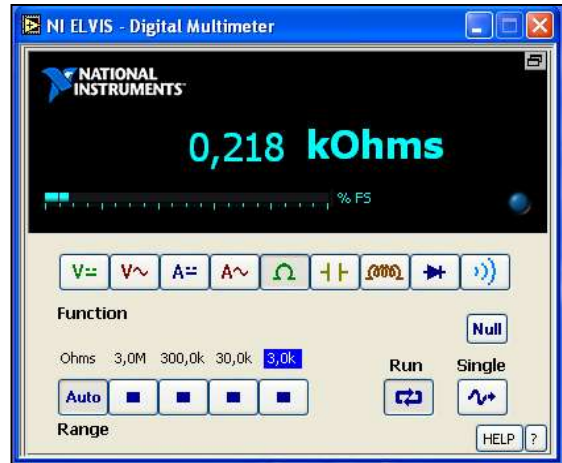 NI ELVIS - Digital Multimeter
NATIONAL
INSTRUMENTS
0,218 kOhms
% FS
V= V~ A= A~ Ω
Function
Null
Ohms 3,0M 300,0k 30,0k 3,0k
Run Single
Auto
Range
HELP ?